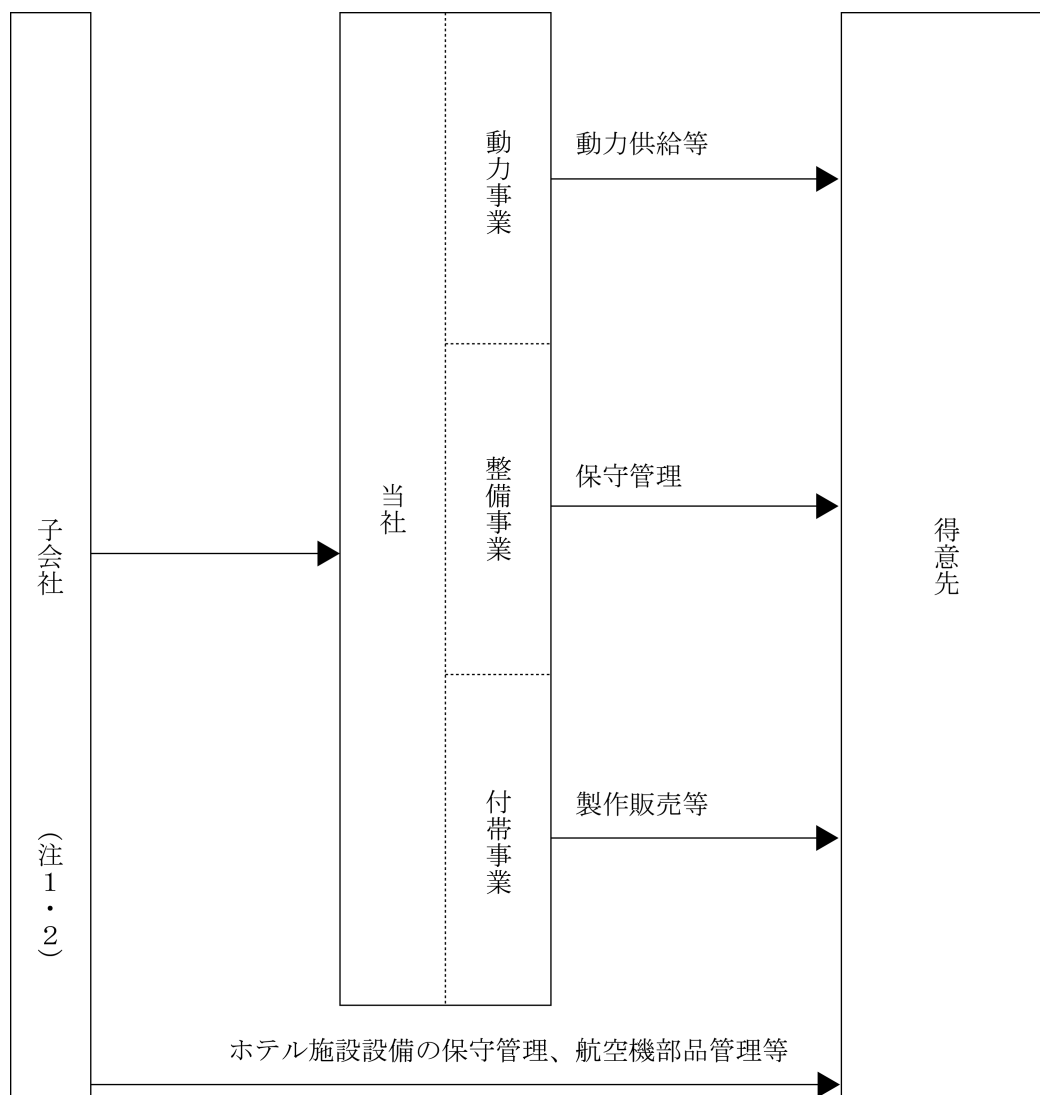 子会社
(注１・２)
当社
動力事業
動力供給等
整備事業
保守管理
付帯事業
製作販売等
得意先
ホテル施設設備の保守管理、航空機部品管理等